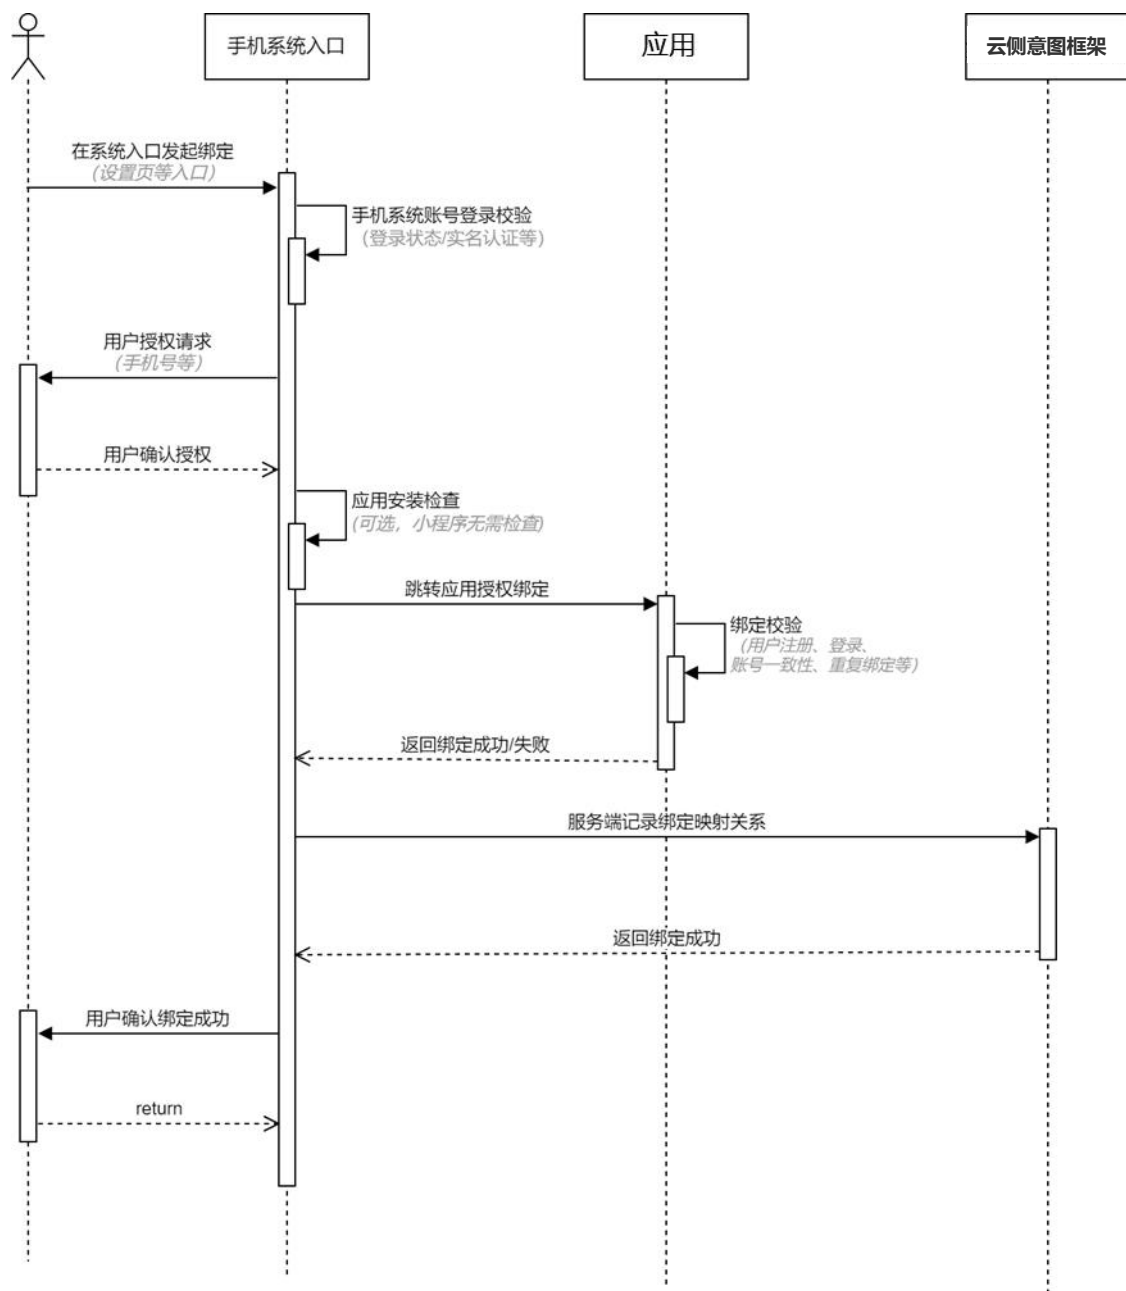 手机系统入口
应用
云侧意图框架
在系统入口发起绑定
（设置页等入口）
手机系统账号登录校验
（登录状态/实名认证等）
用户授权请求
（手机号等）
用户确认授权
应用安装检查
(可选，小程序无需检查)
跳转应用授权绑定
绑定校验
（用户注册、登录、
账号一致性、重复绑定等）
返回绑定成功/失败
服务端记录绑定映射关系
返回绑定成功
用户确认绑定成功
return